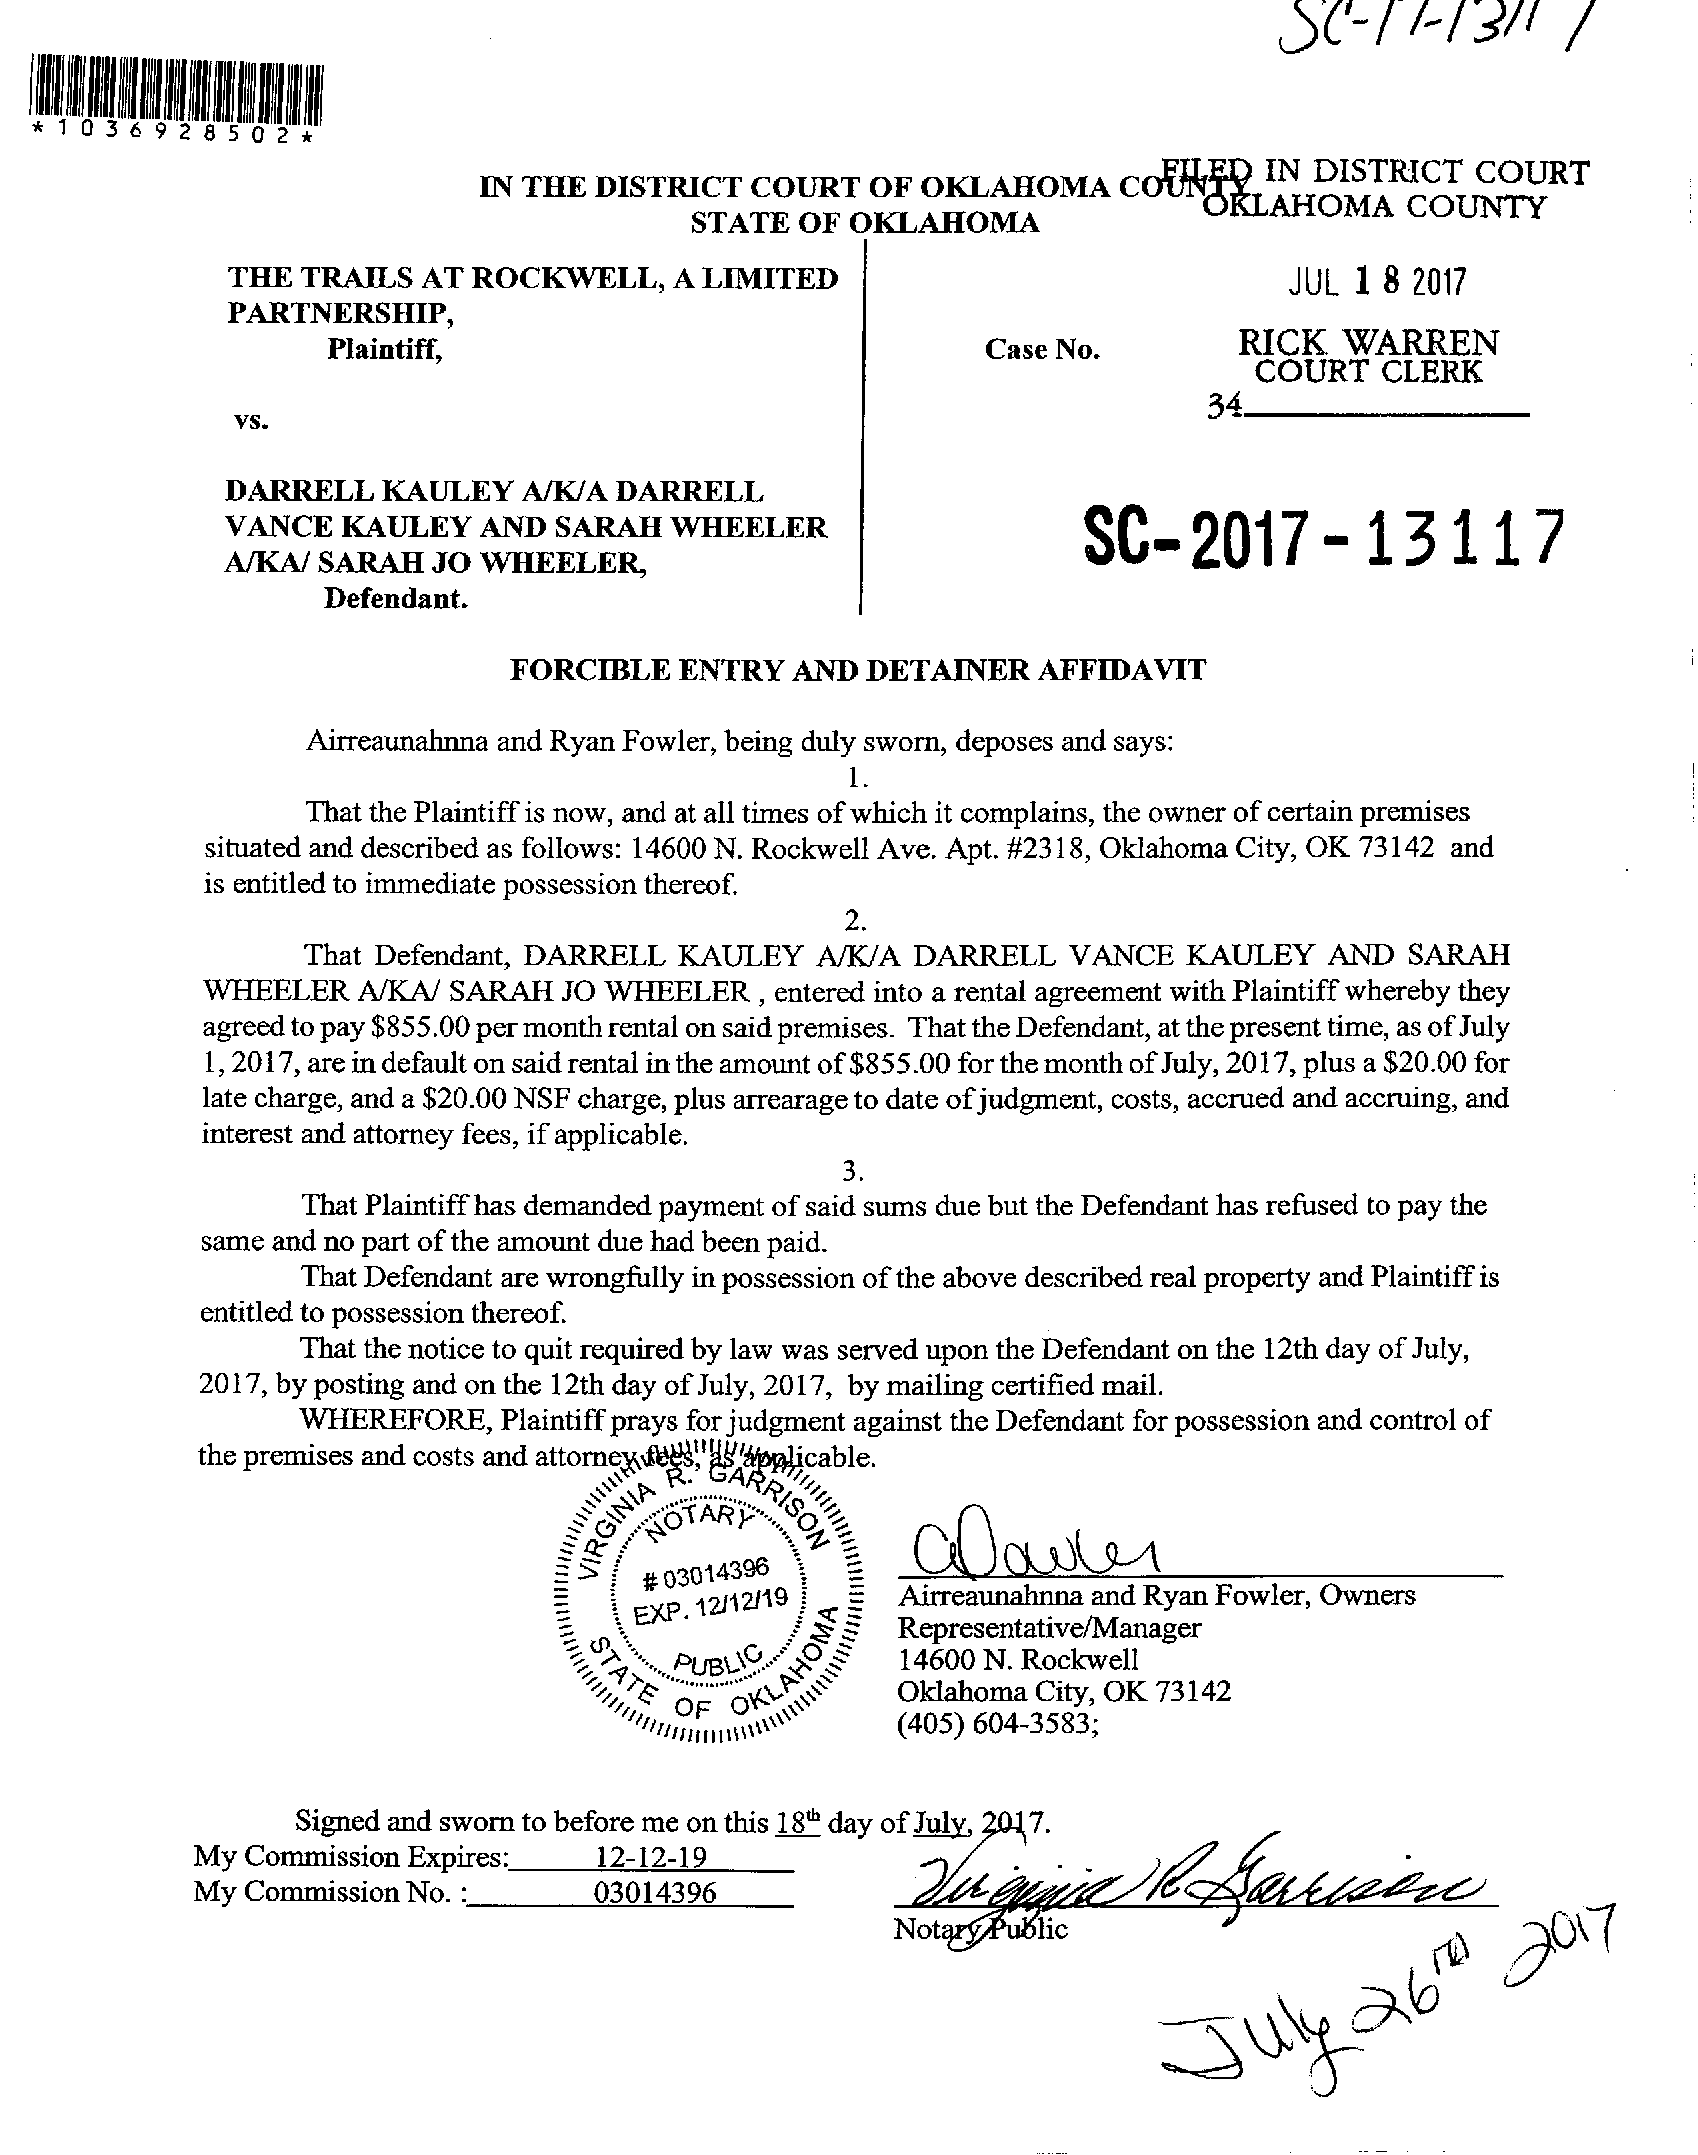 SC-17-13117
*1036928502*
IN THE DISTRICT COURT OF OKLAHOMA COUNTY
STATE OF OKLAHOMA
FILED IN DISTRICT COURT
OKLAHOMA COUNTY
JUL 18 2017
RICK WARREN
COURT CLERK
34
THE TRAILS AT ROCKWELL, A LIMITED
PARTNERSHIP,
Plaintiff,
Case No.
vs.
DARRELL KAULEY A/K/A DARRELL
VANCE KAULEY AND SARAH WHEELER
A/KA/ SARAH JO WHEELER,
Defendant.
SC-2017-13117
FORCIBLE ENTRY AND DETAINER AFFIDAVIT
Airreaunahnna and Ryan Fowler, being duly sworn, deposes and says:
1.
That the Plaintiff is now, and at all times of which it complains, the owner of certain premises
situated and described as follows: 14600 N. Rockwell Ave. Apt. #2318, Oklahoma City, OK 73142 and
is entitled to immediate possession thereof.
2.
That Defendant, DARRELL KAULEY A/K/A DARRELL VANCE KAULEY AND SARAH
WHEELER A/KA/ SARAH JO WHEELER , entered into a rental agreement with Plaintiff whereby they
agreed to pay $855.00 per month rental on said premises. That the Defendant, at the present time, as of July
1, 2017, are in default on said rental in the amount of $855.00 for the month of July, 2017, plus a $20.00 for
late charge, and a $20.00 NSF charge, plus arrearage to date of judgment, costs, accrued and accruing, and
interest and attorney fees, if applicable.
3.
That Plaintiff has demanded payment of said sums due but the Defendant has refused to pay the
same and no part of the amount due had been paid.
That Defendant are wrongfully in possession of the above described real property and Plaintiff is
entitled to possession thereof.
That the notice to quit required by law was served upon the Defendant on the 12th day of July,
2017, by posting and on the 12th day of July, 2017, by mailing certified mail.
WHEREFORE, Plaintiff prays for judgment against the Defendant for possession and control of
the premises and costs and attorney fees, as applicable.
VIRGINIA R. GARRISON
NOTARY
# 03014396
EXP. 12/12/19
PUBLIC
STATE OF OKLAHOMA
Airreaunahnna and Ryan Fowler, Owners
Representative/Manager
14600 N. Rockwell
Oklahoma City, OK 73142
(405) 604-3583;
Signed and sworn to before me on this 18th day of July, 2017.
My Commission Expires: 12-12-19
My Commission No. : 03014396
Virginia R Garrison
Notary Public
July 26th 2017